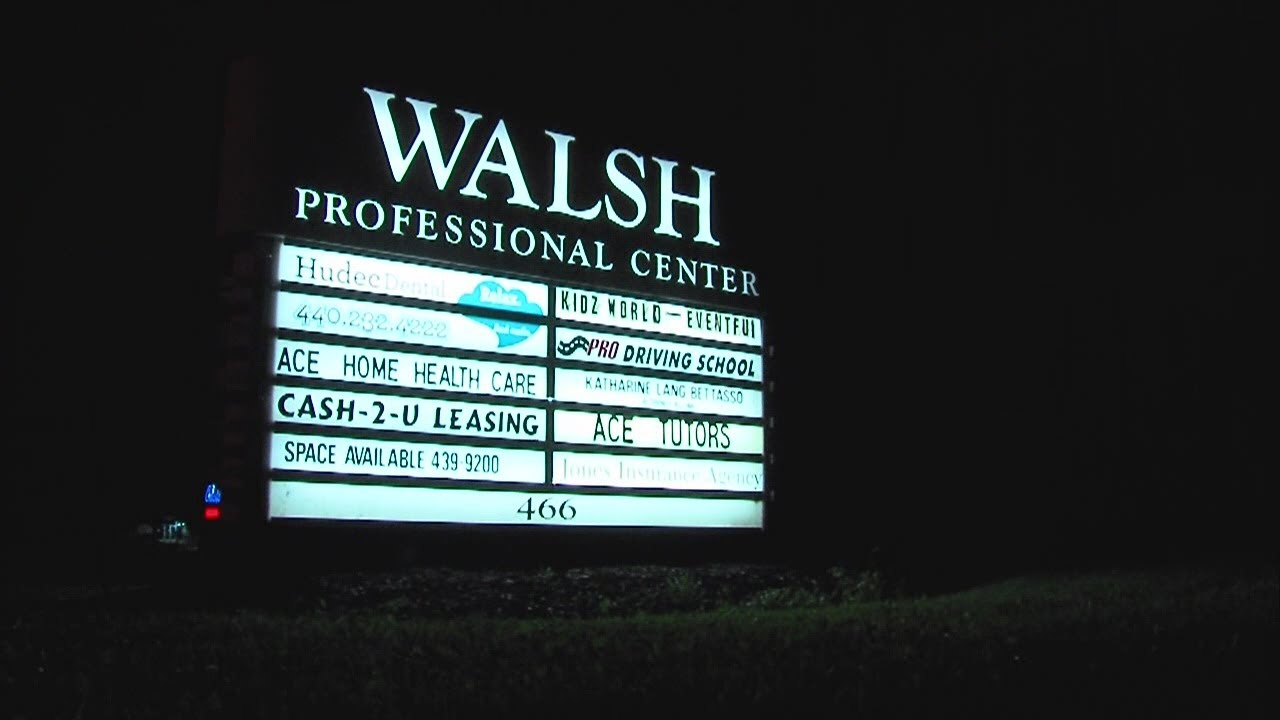 WALSH
PROFESSIONAL CENTER
Hudec Dental
Relax.
440.232.4222
ACE HOME HEALTH CARE
CASH-2-U LEASING
SPACE AVAILABLE 439-9200
KIDZ WORLD - EVENTFUL
PRO DRIVING SCHOOL
KATHARINE LANG BETTASSO
ACE TUTORS
Jones Insurance Agency
466